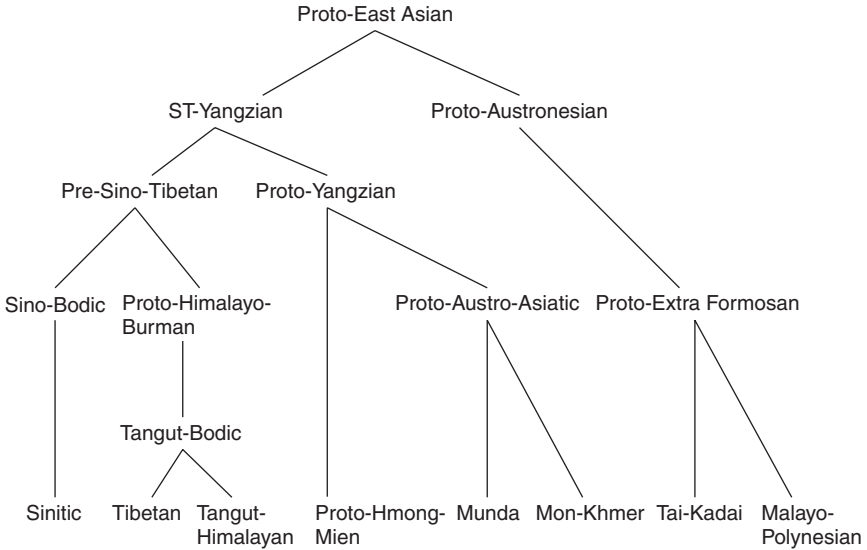 Proto-East Asian
ST-Yangzian
Proto-Austronesian
Pre-Sino-Tibetan
Proto-Yangzian
Sino-Bodic
Proto-Himalayo-
Burman
Proto-Austro-Asiatic
Proto-Extra Formosan
Tangut-Bodic
Sinitic
Tibetan
Tangut-
Himalayan
Proto-Hmong-
Mien
Munda
Mon-Khmer
Tai-Kadai
Malayo-
Polynesian